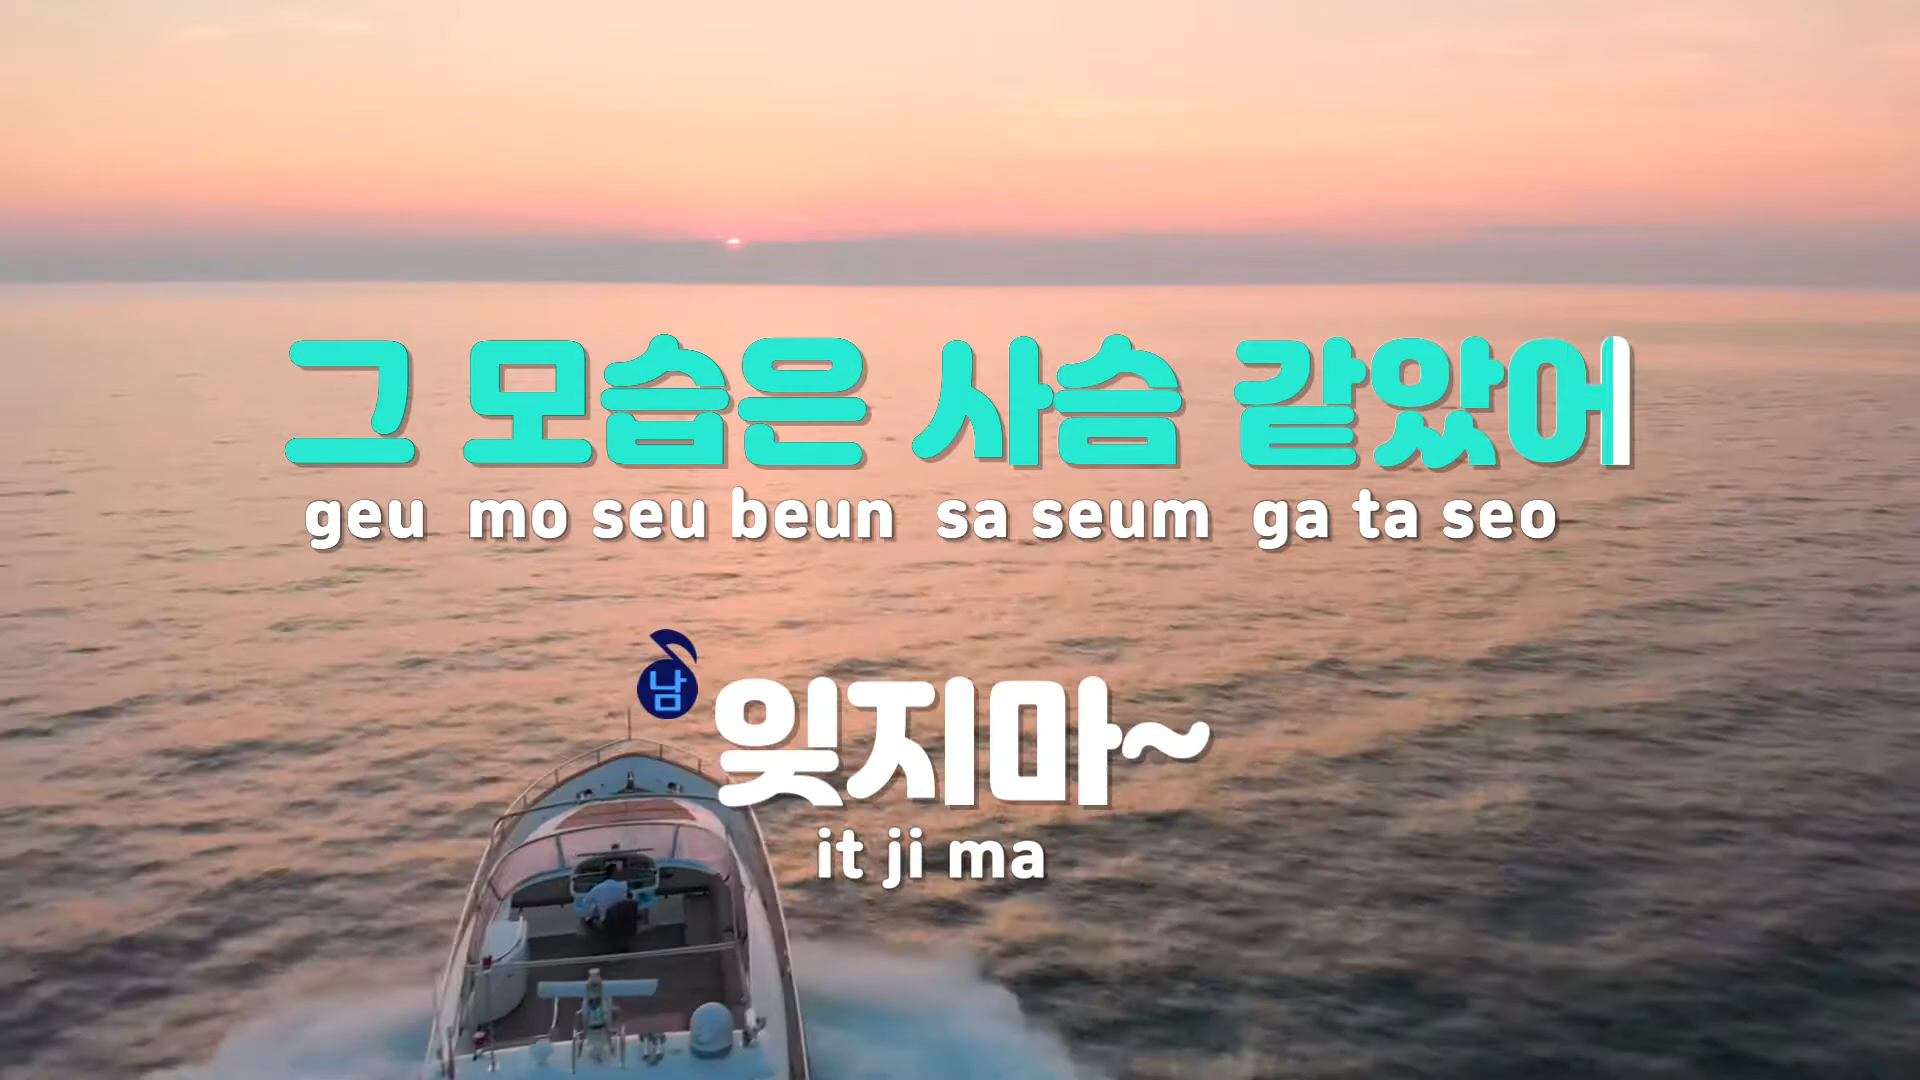 그 모습은 사슴 같았어
geu mo seu beun sa seum ga ta seo
남
잊지마~
it ji ma